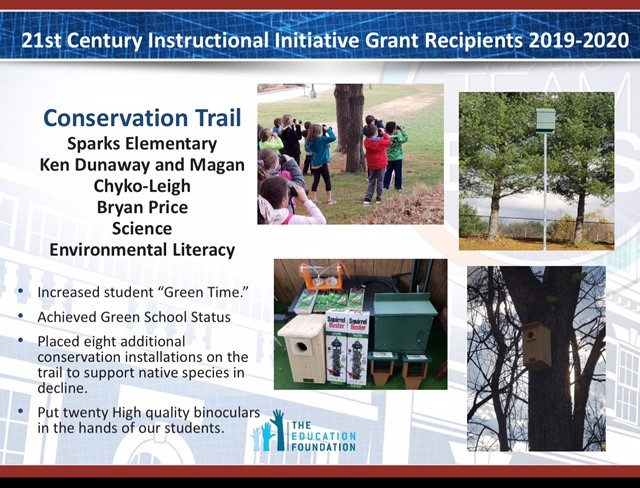 21st Century Instructional Initiative Grant Recipients 2019-2020
Conservation Trail
Sparks Elementary
Ken Dunaway and Magan
Chyko-Leigh
Bryan Price
Science
Environmental Literacy
• Increased student “Green Time.”
• Achieved Green School Status
• Placed eight additional
conservation installations on the
trail to support native species in
decline.
• Put twenty High quality binoculars
in the hands of our students.
Squirrel
Buster
Squirrel
Buster
THE
EDUCATION
FOUNDATION
TEAM